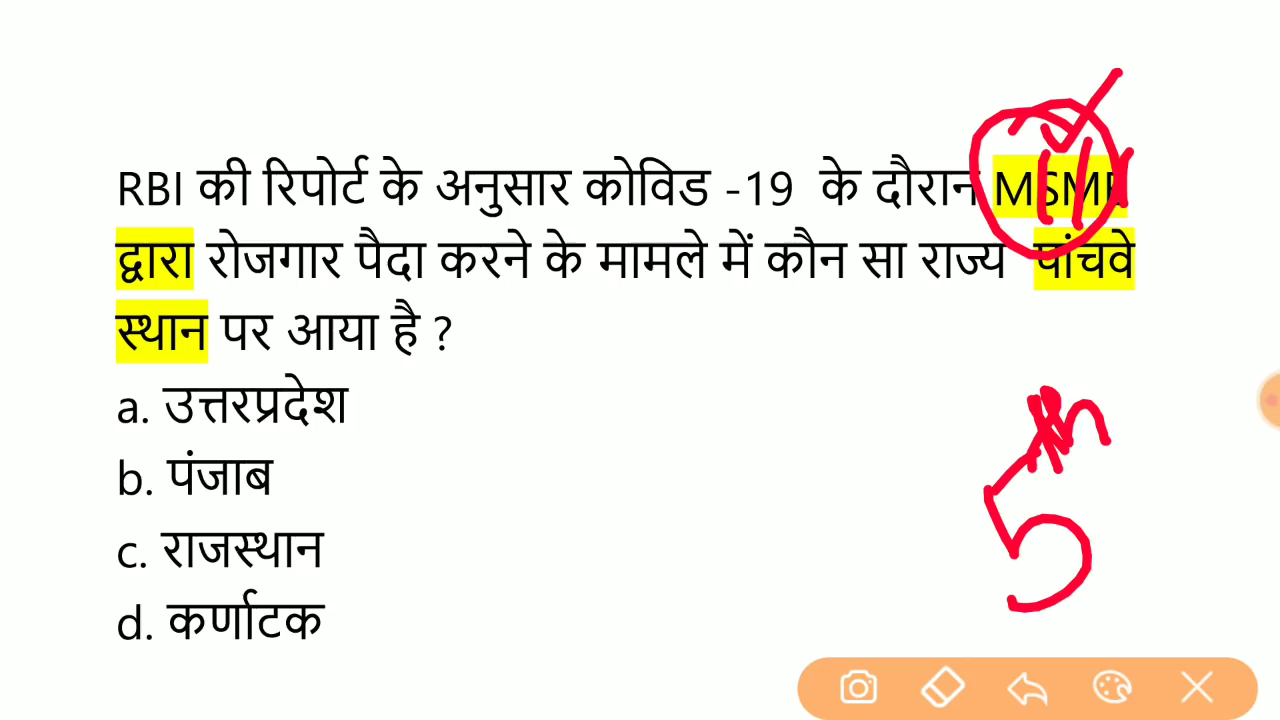 RBI की रिपोर्ट के अनुसार कोविड -19 के दौरान MSME
द्वारा रोजगार पैदा करने के मामले में कौन सा राज्य पांचवे
स्थान पर आया है ?
a. उत्तरप्रदेश
b. पंजाब
c. राजस्थान
d. कर्णाटक
5th